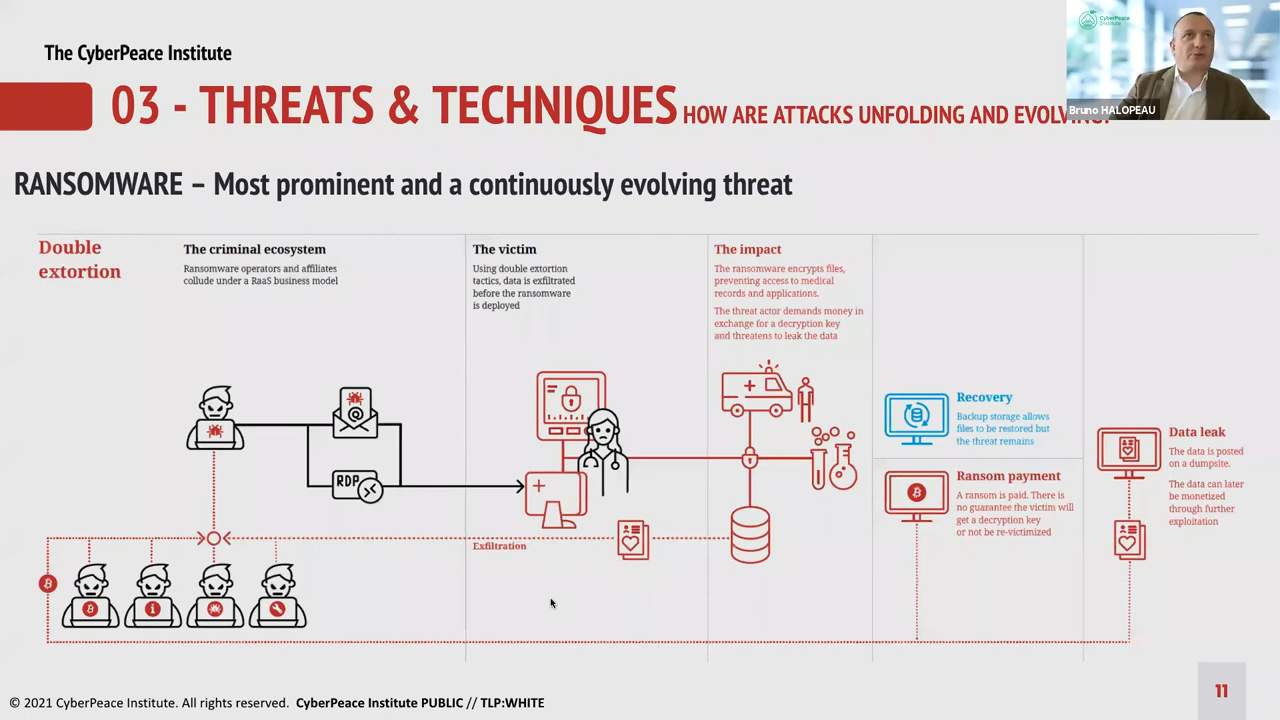 The CyberPeace Institute
CyberPeace
Institute
03 - THREATS & TECHNIQUES HOW ARE ATTACKS UNFOLDING AND
Bruno HALOPEAU
RANSOMWARE – Most prominent and a continuously evolving threat
Double
extortion
The criminal ecosystem
Ransomware operators and affiliates
collude under a RaaS business model
The victim
Using double extortion
tactics, data is exfiltrated
before the ransomware
is deployed
The impact
The ransomware encrypts files,
preventing access to medical
records and applications.
The threat actor demands money in
exchange for a decryption key
and threatens to leak the data
RDP
Exfiltration
Recovery
Backup storage allows
files to be restored but
the threat remains
Ransom payment
A ransom is paid. There is
no guarantee the victim will
get a decryption key
or not be re-victimized
Data leak
The data is posted
on a dumpsite.
The data can later
be monetized
through further
exploitation
© 2021 CyberPeace Institute. All rights reserved. CyberPeace Institute PUBLIC // TLP:WHITE
11